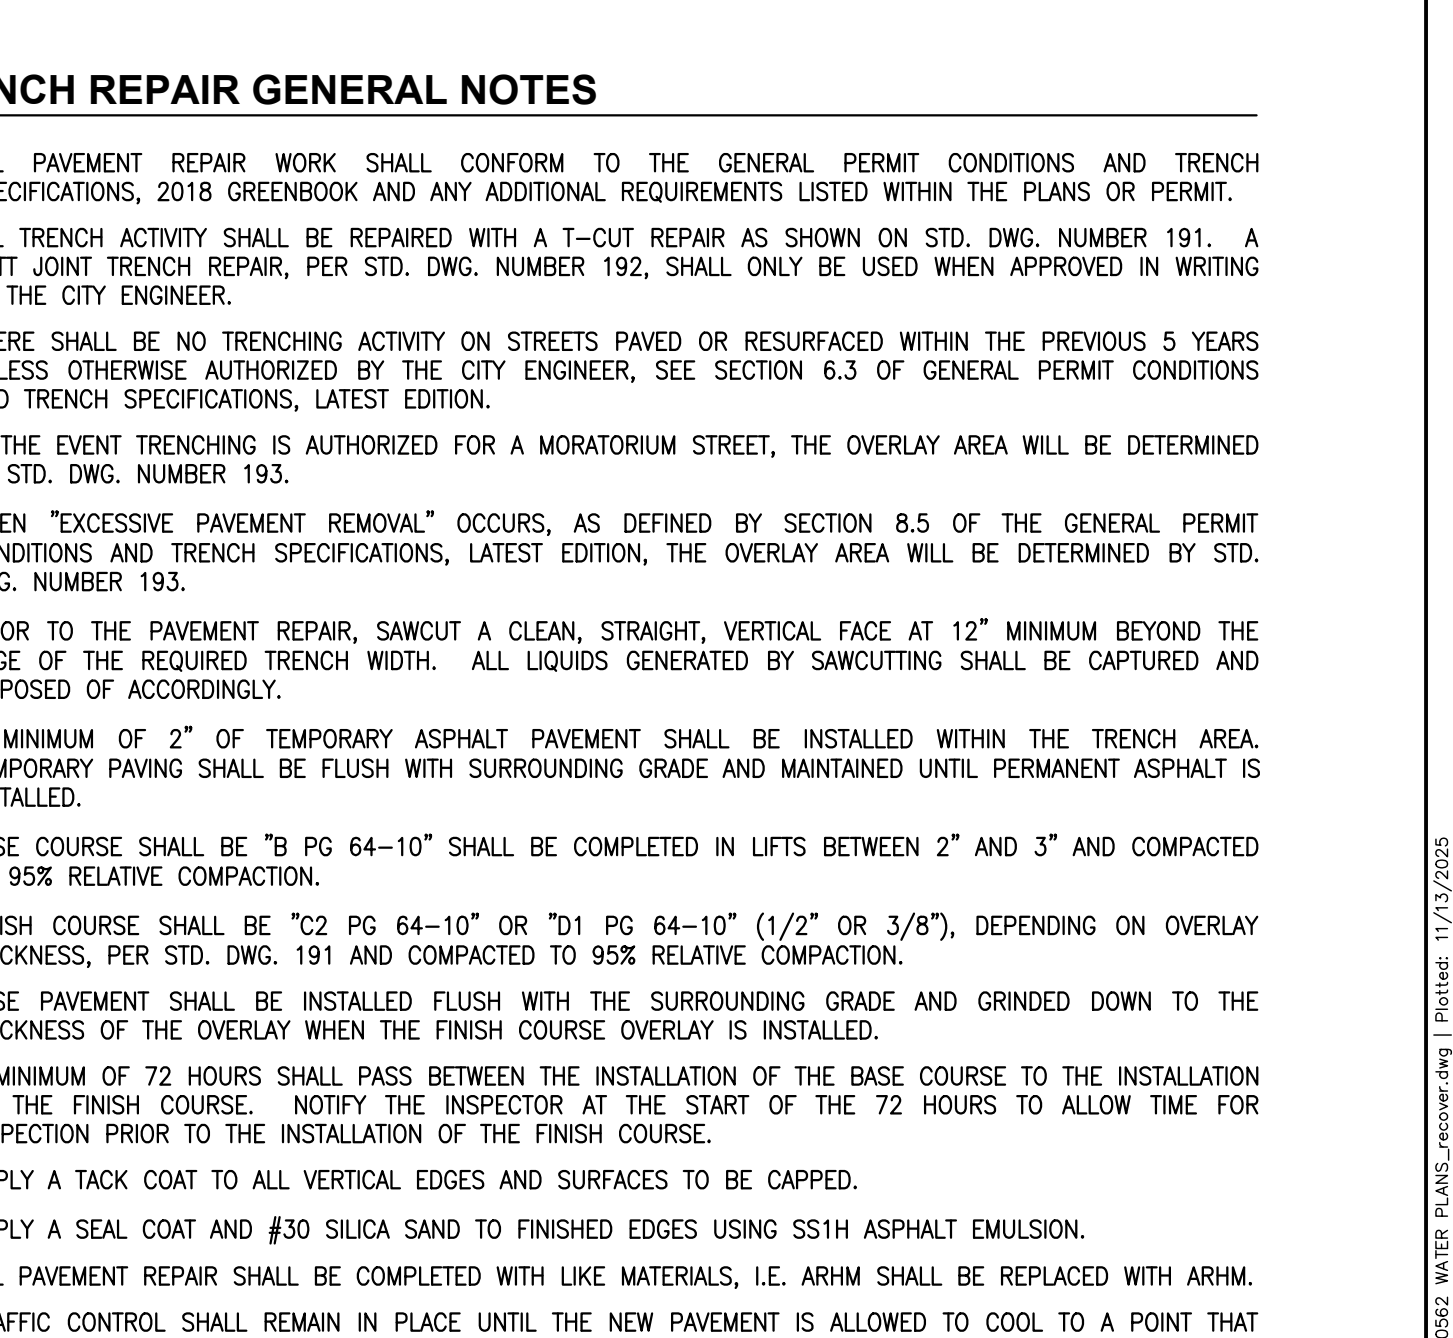 NCH REPAIR GENERAL NOTES
L PAVEMENT REPAIR WORK SHALL CONFORM TO THE GENERAL PERMIT CONDITIONS AND TRENCH
ECIFICATIONS, 2018 GREENBOOK AND ANY ADDITIONAL REQUIREMENTS LISTED WITHIN THE PLANS OR PERMIT.
L TRENCH ACTIVITY SHALL BE REPAIRED WITH A T-CUT REPAIR AS SHOWN ON STD. DWG. NUMBER 191. A
TT JOINT TRENCH REPAIR, PER STD. DWG. NUMBER 192, SHALL ONLY BE USED WHEN APPROVED IN WRITING
THE CITY ENGINEER.
ERE SHALL BE NO TRENCHING ACTIVITY ON STREETS PAVED OR RESURFACED WITHIN THE PREVIOUS 5 YEARS
LESS OTHERWISE AUTHORIZED BY THE CITY ENGINEER, SEE SECTION 6.3 OF GENERAL PERMIT CONDITIONS
D TRENCH SPECIFICATIONS, LATEST EDITION.
THE EVENT TRENCHING IS AUTHORIZED FOR A MORATORIUM STREET, THE OVERLAY AREA WILL BE DETERMINED
STD. DWG. NUMBER 193.
EN "EXCESSIVE PAVEMENT REMOVAL" OCCURS, AS DEFINED BY SECTION 8.5 OF THE GENERAL PERMIT
NDITIONS AND TRENCH SPECIFICATIONS, LATEST EDITION, THE OVERLAY AREA WILL BE DETERMINED BY STD.
G. NUMBER 193.
OR TO THE PAVEMENT REPAIR, SAWCUT A CLEAN, STRAIGHT, VERTICAL FACE AT 12" MINIMUM BEYOND THE
GE OF THE REQUIRED TRENCH WIDTH. ALL LIQUIDS GENERATED BY SAWCUTTING SHALL BE CAPTURED AND
POSED OF ACCORDINGLY.
MINIMUM OF 2" OF TEMPORARY ASPHALT PAVEMENT SHALL BE INSTALLED WITHIN THE TRENCH AREA.
MPORARY PAVING SHALL BE FLUSH WITH SURROUNDING GRADE AND MAINTAINED UNTIL PERMANENT ASPHALT IS
TALLED.
SE COURSE SHALL BE "B PG 64-10" SHALL BE COMPLETED IN LIFTS BETWEEN 2" AND 3" AND COMPACTED
95% RELATIVE COMPACTION.
ISH COURSE SHALL BE "C2 PG 64-10" OR "D1 PG 64-10" (1/2" OR 3/8"), DEPENDING ON OVERLAY
CKNESS, PER STD. DWG. 191 AND COMPACTED TO 95% RELATIVE COMPACTION.
SE PAVEMENT SHALL BE INSTALLED FLUSH WITH THE SURROUNDING GRADE AND GRINDED DOWN TO THE
CKNESS OF THE OVERLAY WHEN THE FINISH COURSE OVERLAY IS INSTALLED.
MINIMUM OF 72 HOURS SHALL PASS BETWEEN THE INSTALLATION OF THE BASE COURSE TO THE INSTALLATION
THE FINISH COURSE. NOTIFY THE INSPECTOR AT THE START OF THE 72 HOURS TO ALLOW TIME FOR
PECTION PRIOR TO THE INSTALLATION OF THE FINISH COURSE.
PLY A TACK COAT TO ALL VERTICAL EDGES AND SURFACES TO BE CAPPED.
PLY A SEAL COAT AND #30 SILICA SAND TO FINISHED EDGES USING SS1H ASPHALT EMULSION.
L PAVEMENT REPAIR SHALL BE COMPLETED WITH LIKE MATERIALS, I.E. ARHM SHALL BE REPLACED WITH ARHM.
AFFIC CONTROL SHALL REMAIN IN PLACE UNTIL THE NEW PAVEMENT IS ALLOWED TO COOL TO A POINT THAT
0562 WATER PLANS_recover.dwg | Plotted: 11/13/2025